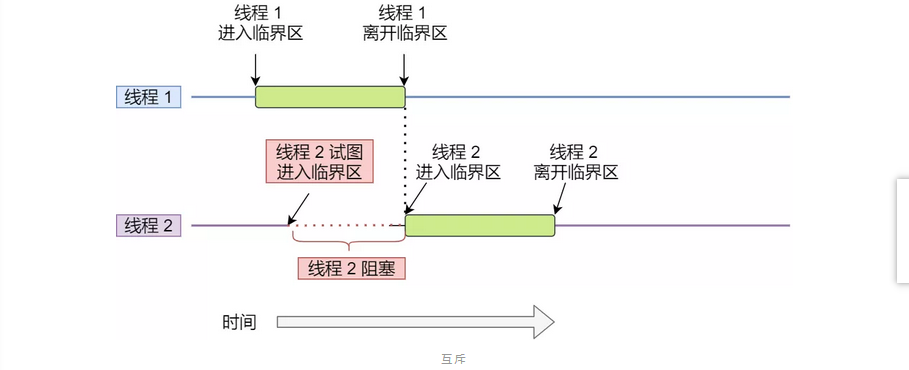 线程 1
进入临界区
线程 1
离开临界区
线程 1
线程 2 试图
进入临界区
线程 2
进入临界区
线程 2
离开临界区
线程 2
线程 2 阻塞
时间
互斥